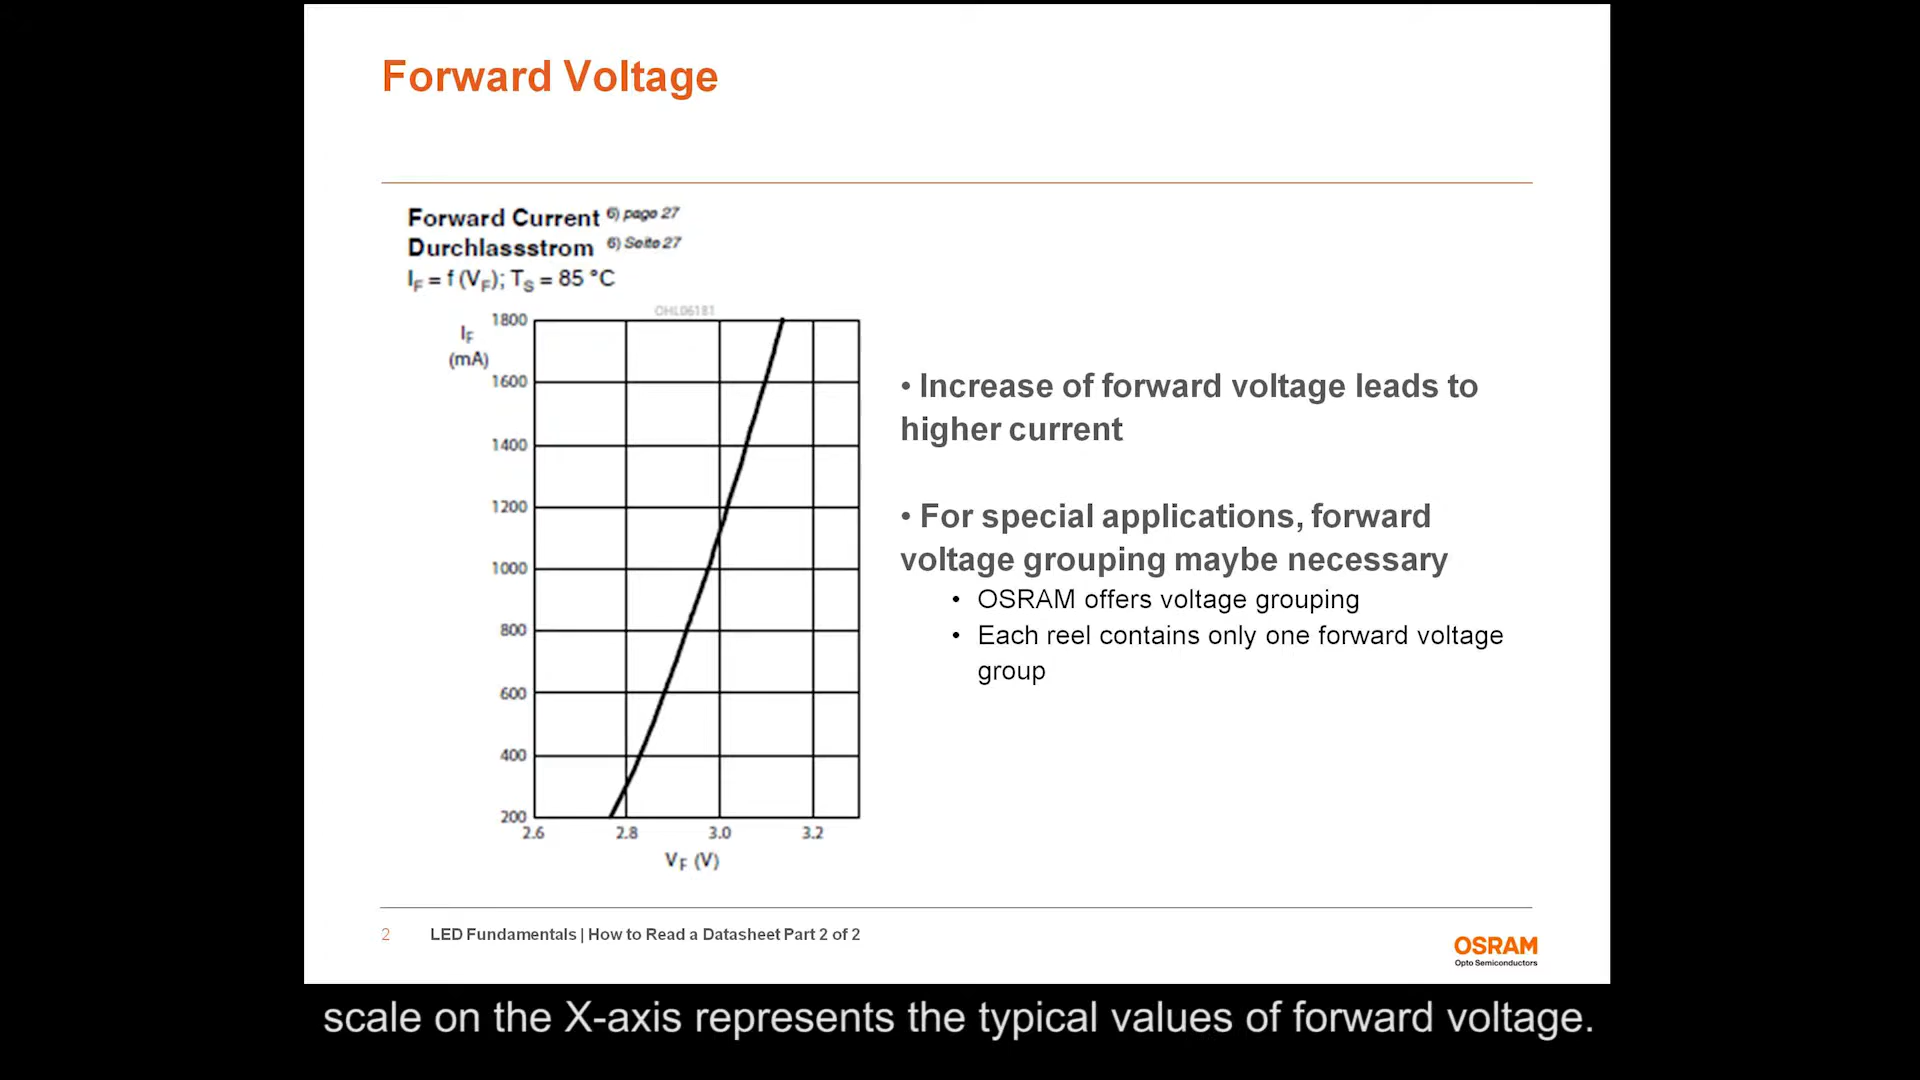 Forward Voltage
Forward Current 6) page 27
Durchlassstrom 6) Seite 27
IF = f (VF); TS = 85 °C
OHL06181
IF
(mA)
1800
1600
1400
1200
1000
800
600
400
200
2.6 2.8 3.0 3.2
VF (V)
• Increase of forward voltage leads to
higher current
• For special applications, forward
voltage grouping maybe necessary
• OSRAM offers voltage grouping
• Each reel contains only one forward voltage
group
2 LED Fundamentals | How to Read a Datasheet Part 2 of 2
OSRAM
Opto Semiconductors
scale on the X-axis represents the typical values of forward voltage.